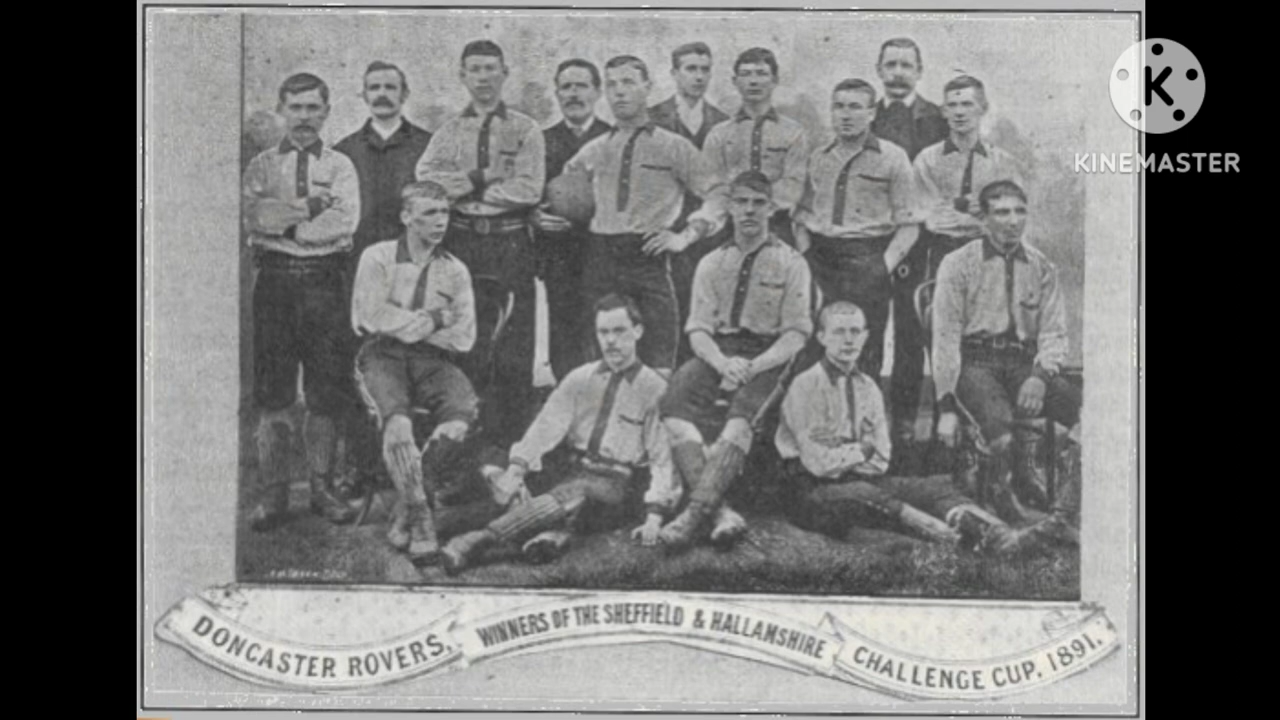 KINEMASTER
DONCASTER ROVERS,
WINNERS OF THE SHEFFIELD & HALLAMSHIRE
CHALLENGE CUP. 1891.